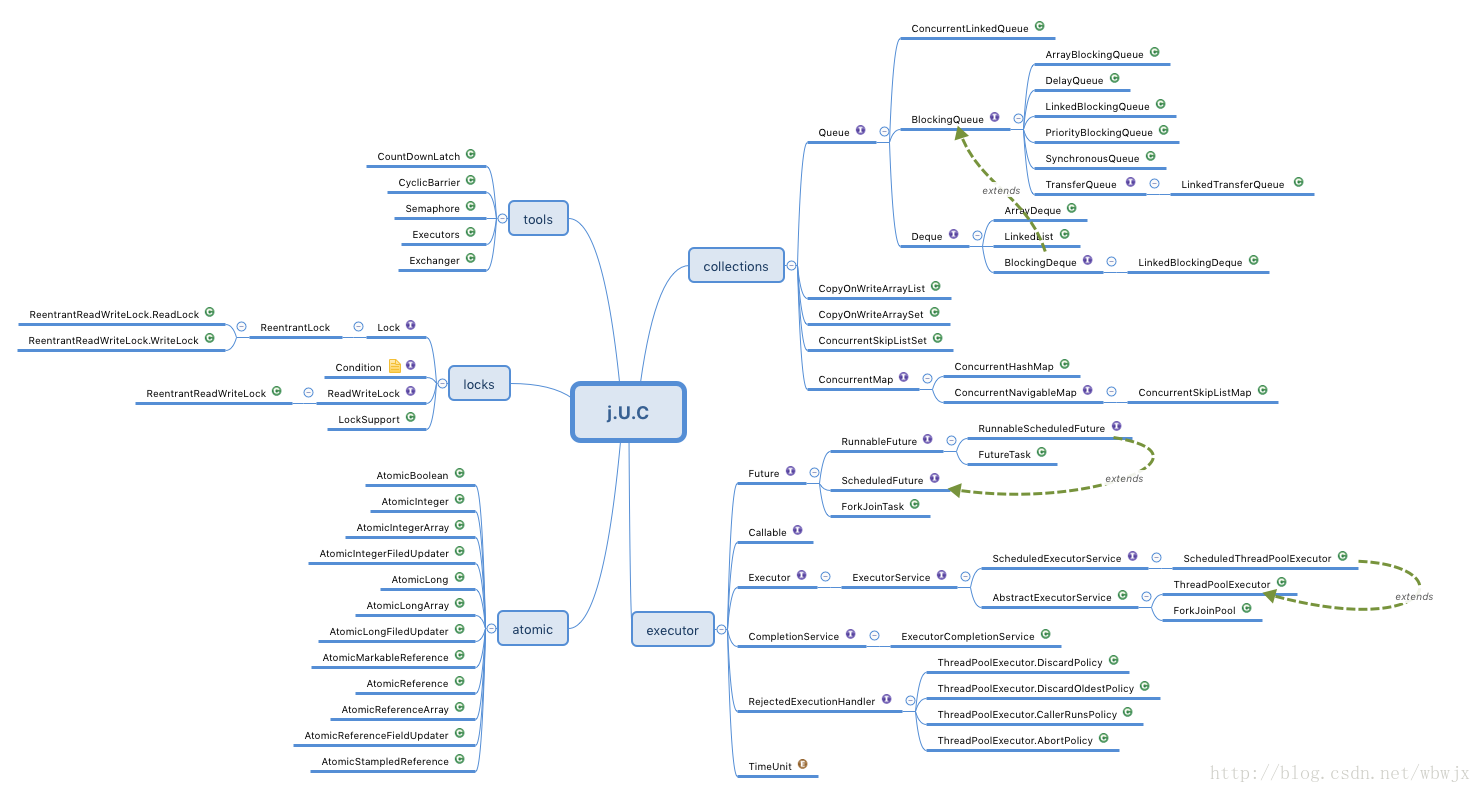 j.U.C
tools
CountDownLatch
CyclicBarrier
Semaphore
Executors
Exchanger
locks
Lock
ReentrantLock
ReentrantReadWriteLock.ReadLock
ReentrantReadWriteLock.WriteLock
Condition
ReadWriteLock
ReentrantReadWriteLock
LockSupport
atomic
AtomicBoolean
AtomicInteger
AtomicIntegerArray
AtomicIntegerFiledUpdater
AtomicLong
AtomicLongArray
AtomicLongFiledUpdater
AtomicMarkableReference
AtomicReference
AtomicReferenceArray
AtomicReferenceFieldUpdater
AtomicStampledReference
collections
Queue
ConcurrentLinkedQueue
BlockingQueue
ArrayBlockingQueue
DelayQueue
LinkedBlockingQueue
PriorityBlockingQueue
SynchronousQueue
TransferQueue
LinkedTransferQueue
extends
Deque
ArrayDeque
LinkedList
BlockingDeque
LinkedBlockingDeque
CopyOnWriteArrayList
CopyOnWriteArraySet
ConcurrentSkipListSet
ConcurrentMap
ConcurrentHashMap
ConcurrentNavigableMap
ConcurrentSkipListMap
executor
Future
RunnableFuture
RunnableScheduledFuture
FutureTask
ScheduledFuture
extends
ForkJoinTask
Callable
Executor
ExecutorService
ScheduledExecutorService
ScheduledThreadPoolExecutor
AbstractExecutorService
ThreadPoolExecutor
extends
ForkJoinPool
CompletionService
ExecutorCompletionService
RejectedExecutionHandler
ThreadPoolExecutor.DiscardPolicy
ThreadPoolExecutor.DiscardOldestPolicy
ThreadPoolExecutor.CallerRunsPolicy
ThreadPoolExecutor.AbortPolicy
TimeUnit
http://blog.csdn.net/wbwjx